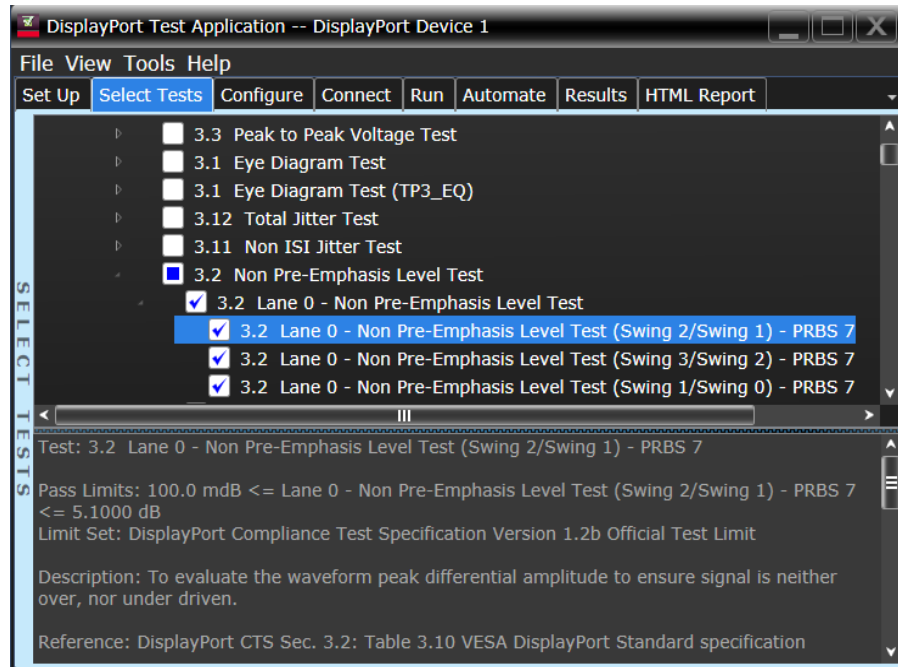 DisplayPort Test Application -- DisplayPort Device 1
File View Tools Help
Set Up Select Tests Configure Connect Run Automate Results HTML Report
3.3 Peak to Peak Voltage Test
3.1 Eye Diagram Test
3.1 Eye Diagram Test (TP3_EQ)
3.12 Total Jitter Test
3.11 Non ISI Jitter Test
3.2 Non Pre-Emphasis Level Test
3.2 Lane 0 - Non Pre-Emphasis Level Test
3.2 Lane 0 - Non Pre-Emphasis Level Test (Swing 2/Swing 1) - PRBS 7
3.2 Lane 0 - Non Pre-Emphasis Level Test (Swing 3/Swing 2) - PRBS 7
3.2 Lane 0 - Non Pre-Emphasis Level Test (Swing 1/Swing 0) - PRBS 7
SELECT TESTS
Test: 3.2 Lane 0 - Non Pre-Emphasis Level Test (Swing 2/Swing 1) - PRBS 7
Pass Limits: 100.0 mdB <= Lane 0 - Non Pre-Emphasis Level Test (Swing 2/Swing 1) - PRBS 7
<= 5.1000 dB
Limit Set: DisplayPort Compliance Test Specification Version 1.2b Official Test Limit
Description: To evaluate the waveform peak differential amplitude to ensure signal is neither
over, nor under driven.
Reference: DisplayPort CTS Sec. 3.2: Table 3.10 VESA DisplayPort Standard specification